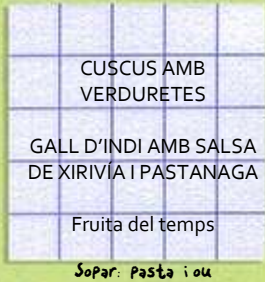 CUSCUS AMB
VERDURETES
GALL D'INDI AMB SALSA
DE XIRIVÍA I PASTANAGA
Fruita del temps
Sopar: Pasta i ou